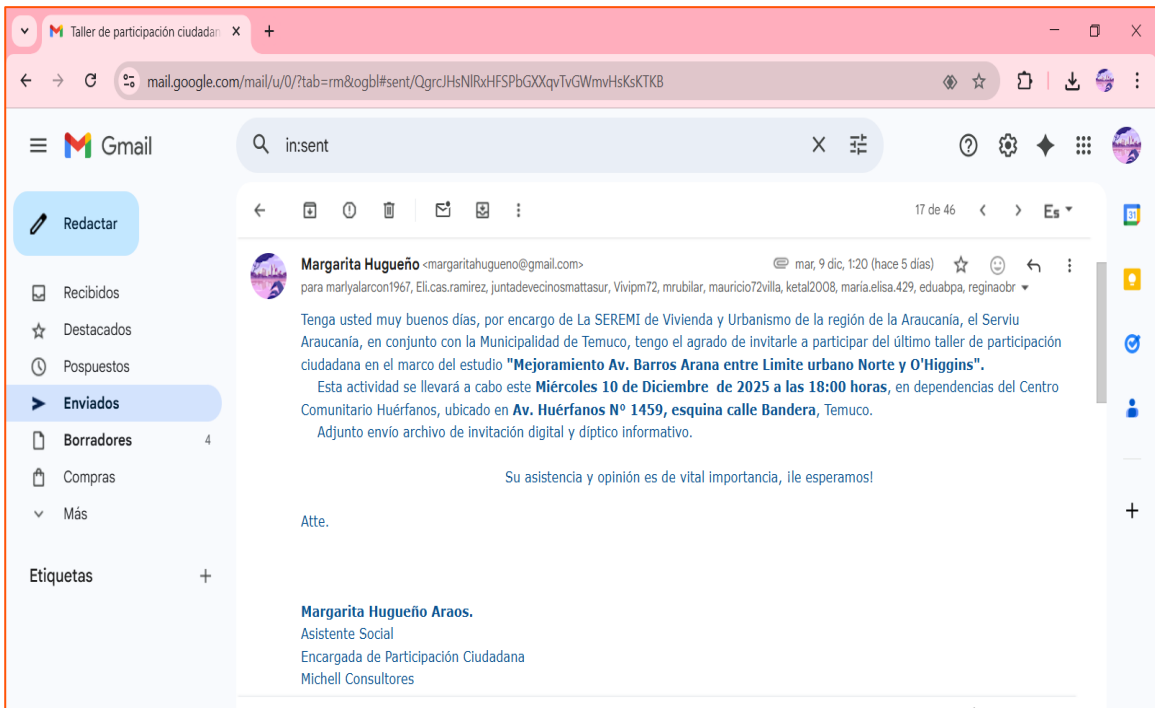 Taller de participación ciudadan
mail.google.com/mail/u/0/?tab=rm&ogbl#sent/QgrcJHsNlRxHFSPbGXXqvTvGWmvHsKsKTKB
Gmail
in:sent
Redactar
17 de 46
Es
31
Margarita Hugueño <margaritahugueno@gmail.com>
mar, 9 dic, 1:20 (hace 5 días)
para marlyalarcon1967, Eli.cas.ramirez, juntadevecinosmattasur, Vivipm72, mrubilar, mauricio72villa, ketal2008, maria.elisa.429, eduabpa, reginaobr
Recibidos
Destacados
Pospuestos
Enviados
Borradores 4
Compras
Más
Etiquetas
Tenga usted muy buenos días, por encargo de La SEREMI de Vivienda y Urbanismo de la región de la Araucanía, el Serviu
Araucanía, en conjunto con la Municipalidad de Temuco, tengo el agrado de invitarle a participar del último taller de participación
ciudadana en el marco del estudio "Mejoramiento Av. Barros Arana entre Limite urbano Norte y O'Higgins".
Esta actividad se llevará a cabo este Miércoles 10 de Diciembre de 2025 a las 18:00 horas, en dependencias del Centro
Comunitario Huérfanos, ubicado en Av. Huérfanos Nº 1459, esquina calle Bandera, Temuco.
Adjunto envío archivo de invitación digital y díptico informativo.
Su asistencia y opinión es de vital importancia, ¡le esperamos!
Atte.
Margarita Hugueño Araos.
Asistente Social
Encargada de Participación Ciudadana
Michell Consultores